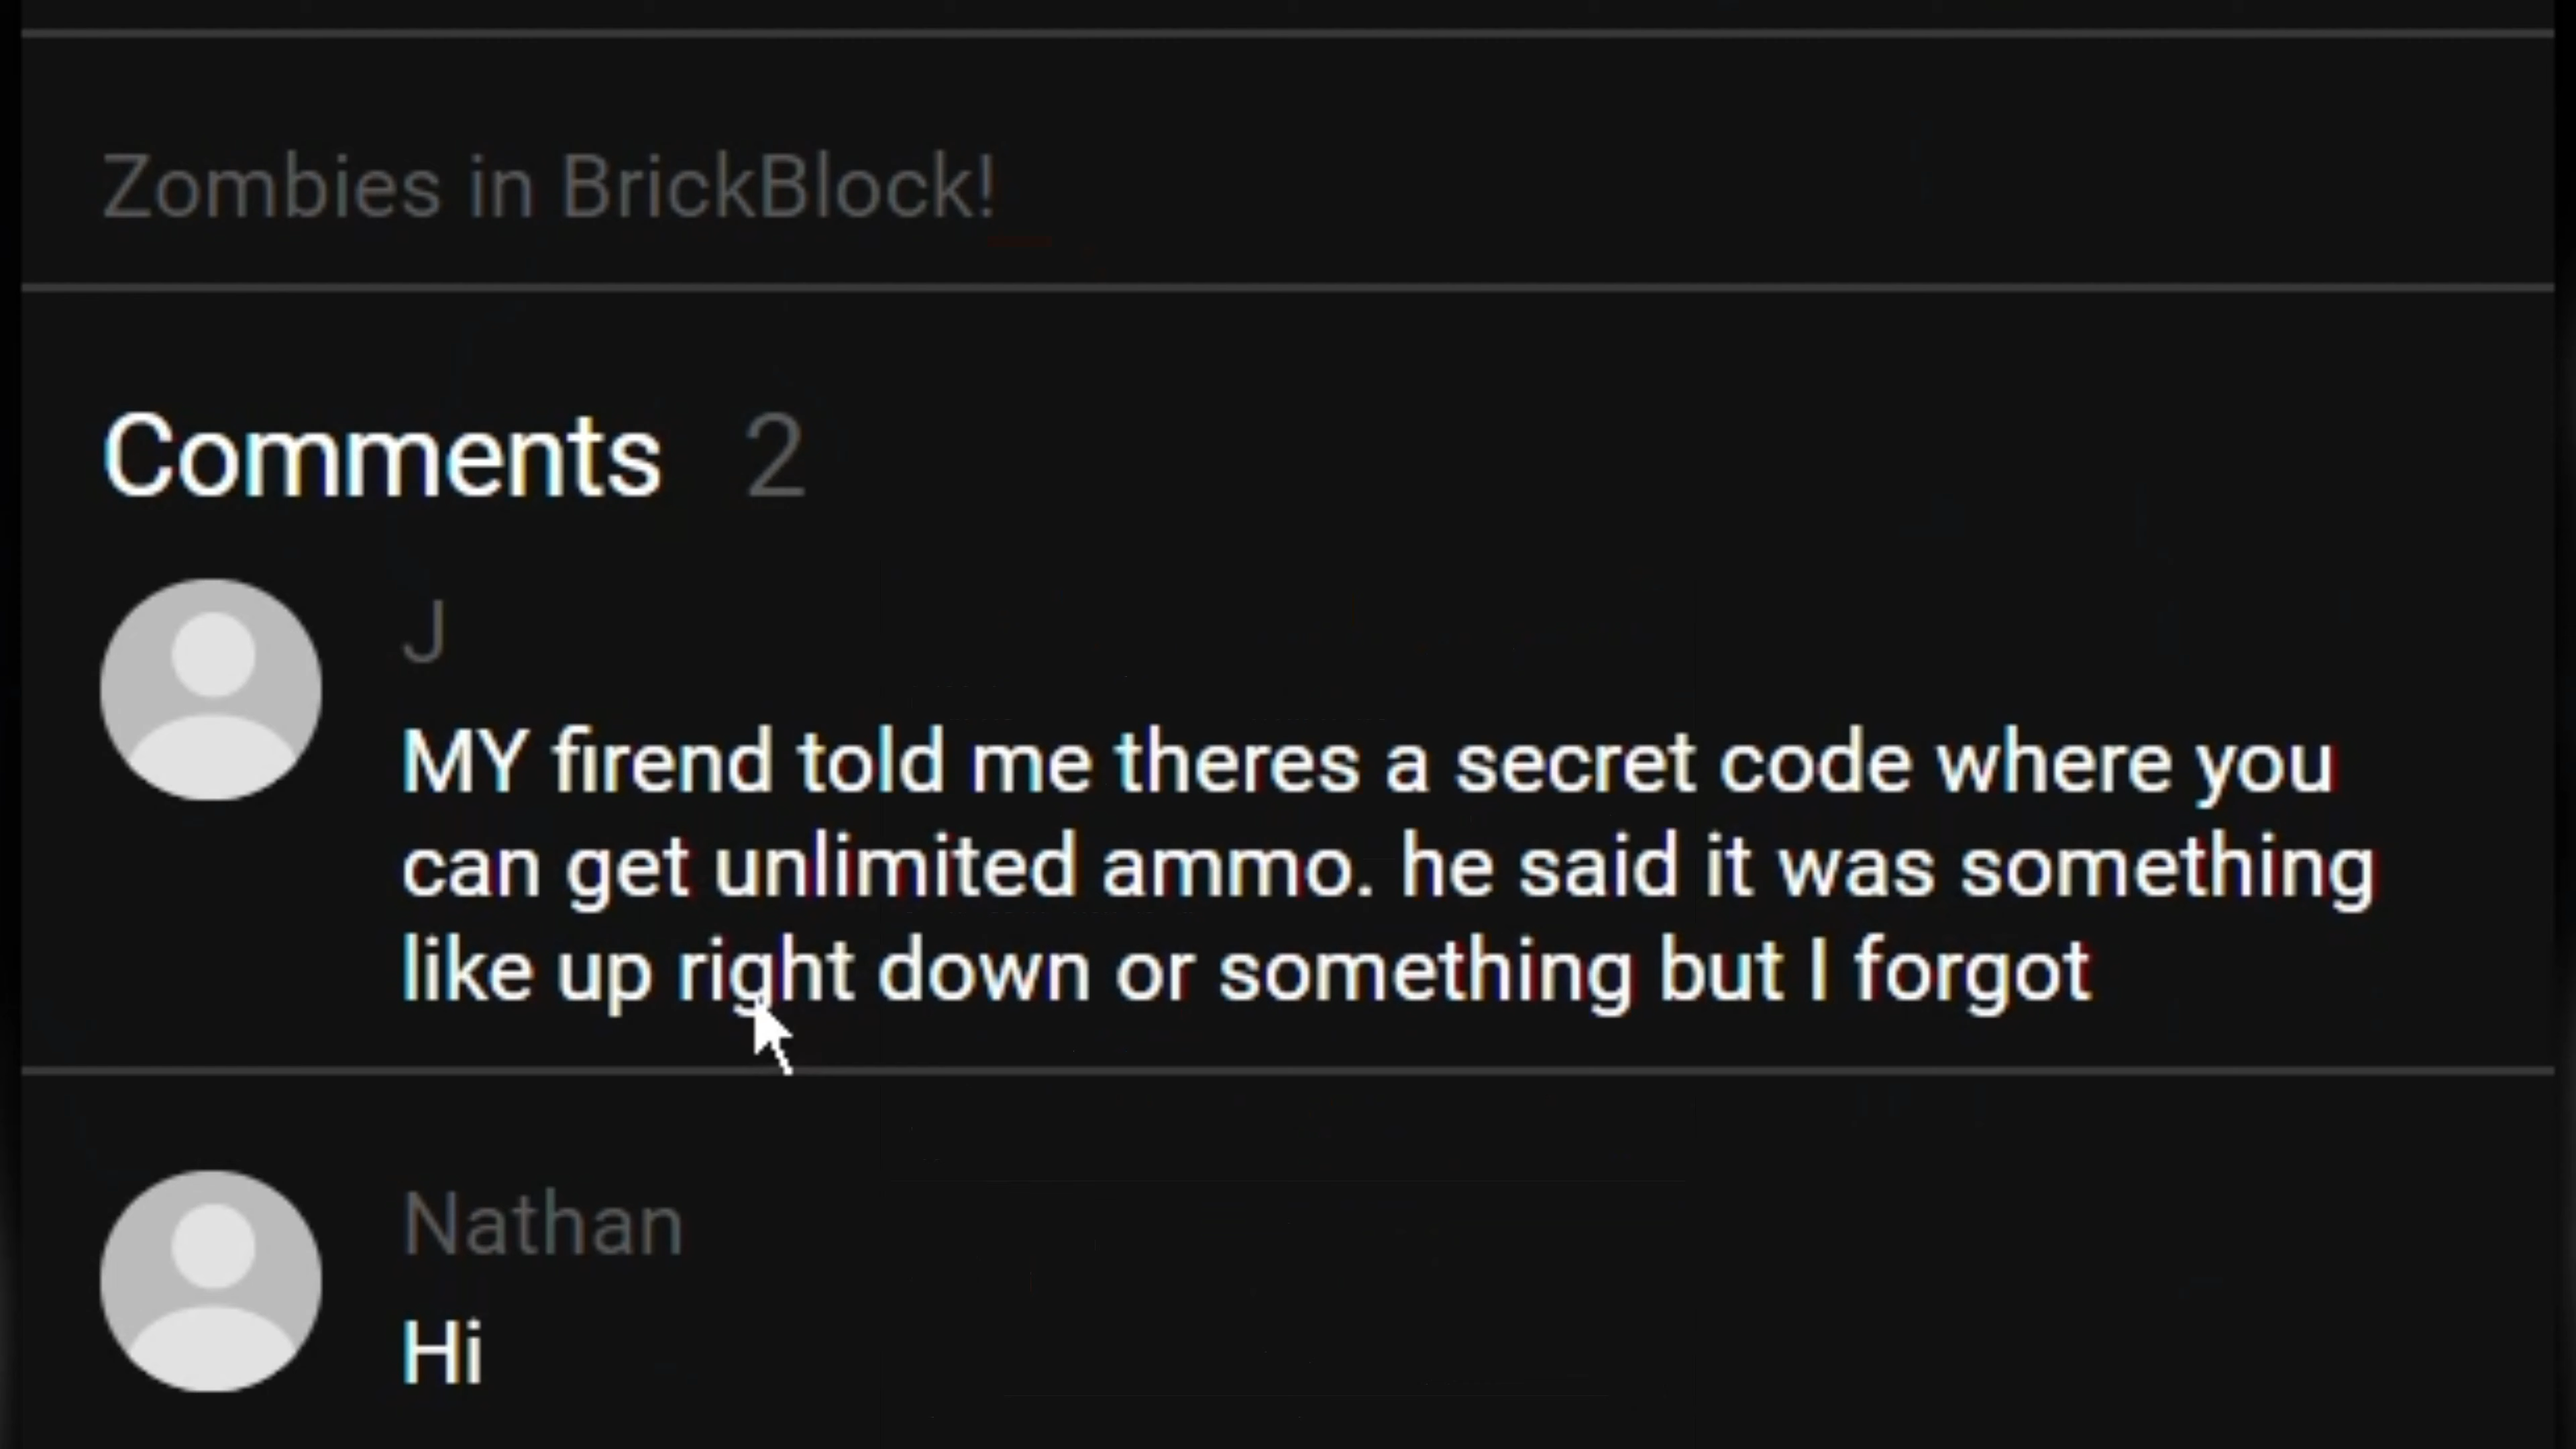 Zombies in BrickBlock!
Comments 2
J
MY firend told me theres a secret code where you
can get unlimited ammo. he said it was something
like up right down or something but I forgot
Nathan
Hi